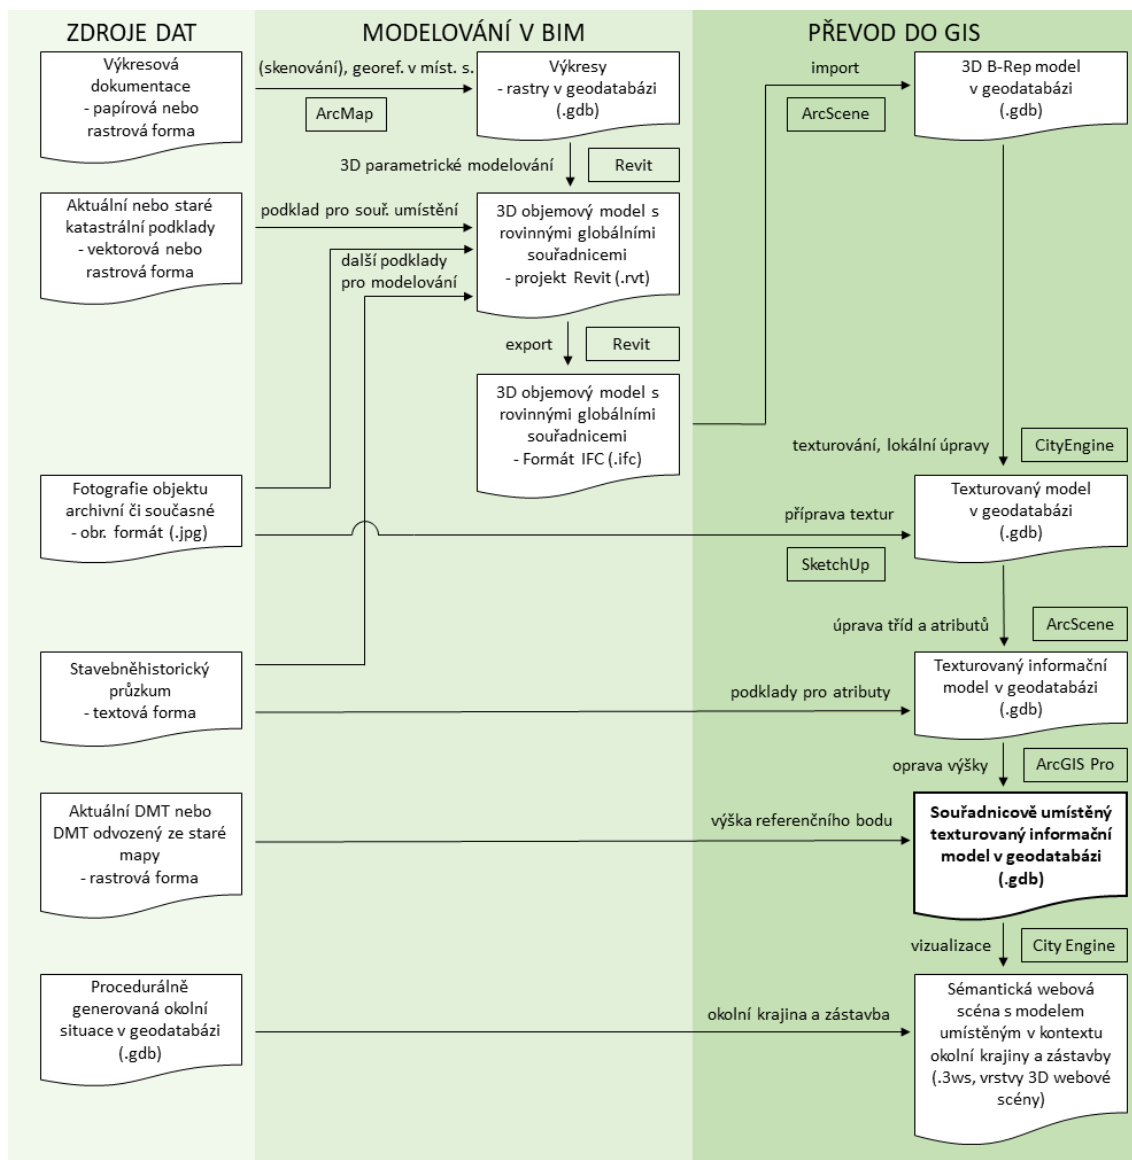 ZDROJE DAT
MODELOVÁNÍ V BIM
PŘEVOD DO GIS
Výkresová
dokumentace
- papírová nebo
rastrová forma
(skenování), georef. v míst. s.
ArcMap
Výkresy
- rastry v geodatabázi
(.gdb)
import
ArcScene
3D B-Rep model
v geodatabázi
(.gdb)
3D parametrické modelování
Revit
Aktuální nebo staré
katastrální podklady
- vektorová nebo
rastrová forma
podklad pro souř. umístění
další podklady
pro modelování
3D objemový model s
rovinnými globálními
souřadnicemi
- projekt Revit (.rvt)
export
Revit
3D objemový model s
rovinnými globálními
souřadnicemi
- Formát IFC (.ifc)
texturování, lokální úpravy
CityEngine
Fotografie objektu
archivní či současné
- obr. formát (.jpg)
příprava textur
SketchUp
Texturovaný model
v geodatabázi
(.gdb)
úprava tříd a atributů
ArcScene
Stavebněhistorický
průzkum
- textová forma
podklady pro atributy
Texturovaný informační
model v geodatabázi
(.gdb)
oprava výšky
ArcGIS Pro
Aktuální DMT nebo
DMT odvozený ze staré
mapy
- rastrová forma
výška referenčního bodu
Souřadnicově umístěný
texturovaný informační
model v geodatabázi
(.gdb)
vizualizace
City Engine
Procedurálně
generovaná okolní
situace v geodatabázi
(.gdb)
okolní krajina a zástavba
Sémantická webová
scéna s modelem
umístěným v kontextu
okolní krajiny a zástavby
(.3ws, vrstvy 3D webové
scény)